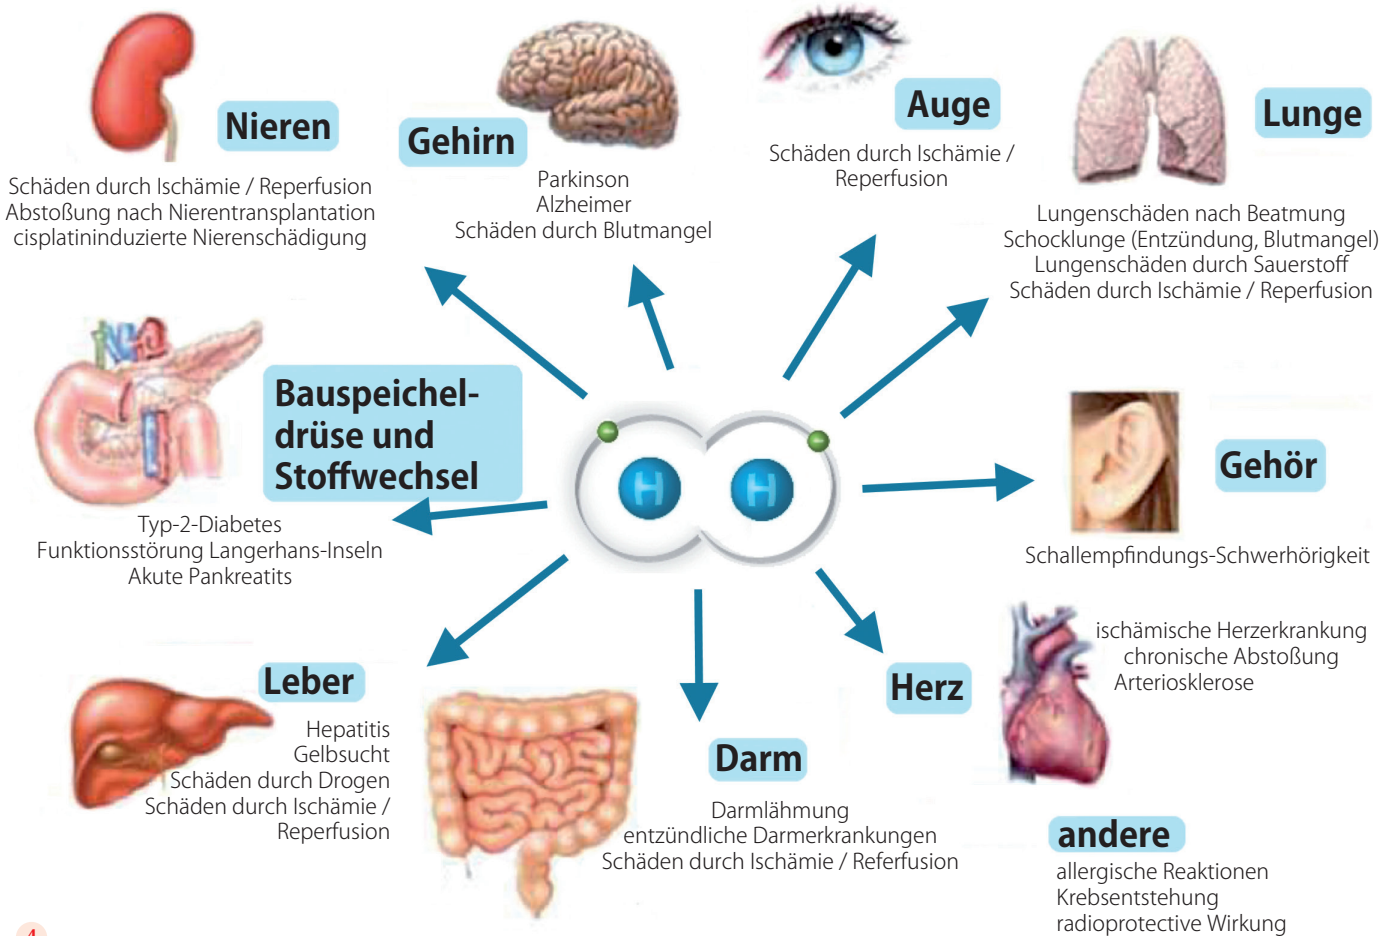 Nieren
Schäden durch Ischämie / Reperfusion
Abstoßung nach Nierentransplantation
cisplatininduzierte Nierenschädigung
Gehirn
Parkinson
Alzheimer
Schäden durch Blutmangel
Auge
Schäden durch Ischämie /
Reperfusion
Lunge
Lungenschäden nach Beatmung
Schocklunge (Entzündung, Blutmangel)
Lungenschäden durch Sauerstoff
Schäden durch Ischämie / Reperfusion
Bauspeichel-
drüse und
Stoffwechsel
Typ-2-Diabetes
Funktionsstörung Langerhans-Inseln
Akute Pankreatits
H H
Gehör
Schallempfindungs-Schwerhörigkeit
Leber
Hepatitis
Gelbsucht
Schäden durch Drogen
Schäden durch Ischämie /
Reperfusion
Darm
Darmlähmung
entzündliche Darmerkrankungen
Schäden durch Ischämie / Referfusion
Herz
ischämische Herzerkrankung
chronische Abstoßung
Arteriosklerose
andere
allergische Reaktionen
Krebsentstehung
radioprotective Wirkung
4